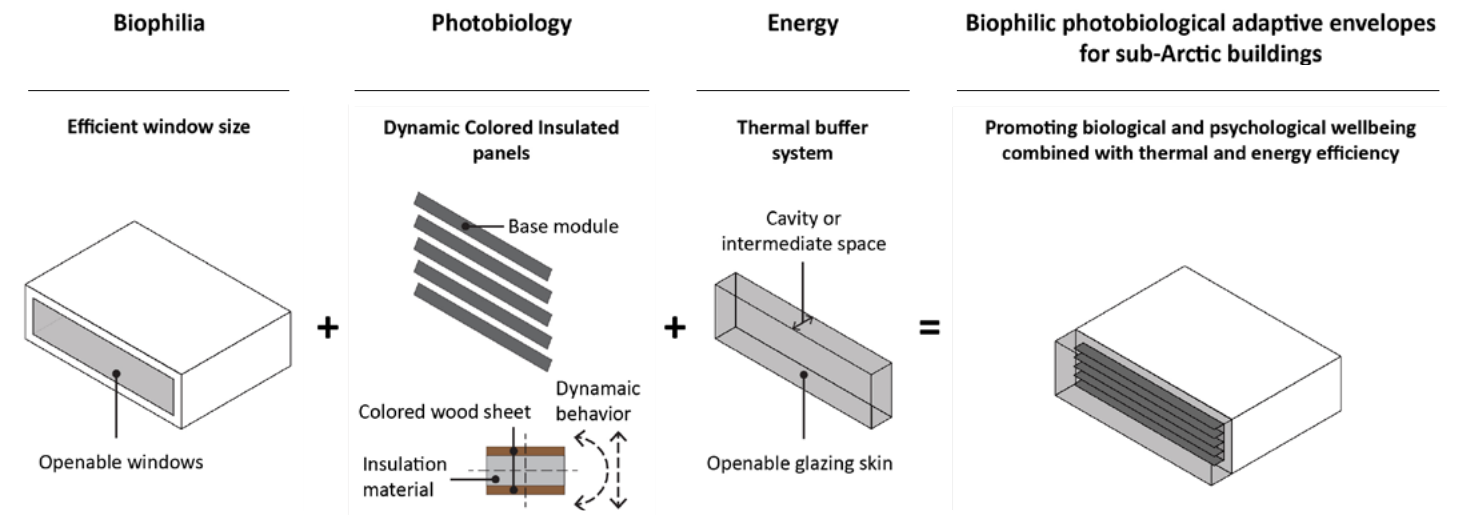 Biophilia
Photobiology
Energy
Biophilic photobiological adaptive envelopes
for sub-Arctic buildings
Efficient window size
Dynamic Colored Insulated
panels
Thermal buffer
system
Promoting biological and psychological wellbeing
combined with thermal and energy efficiency
Openable windows
+
Base module
Colored wood sheet
Insulation
material
Dynamaic
behavior
+
Cavity or
intermediate space
Openable glazing skin
=